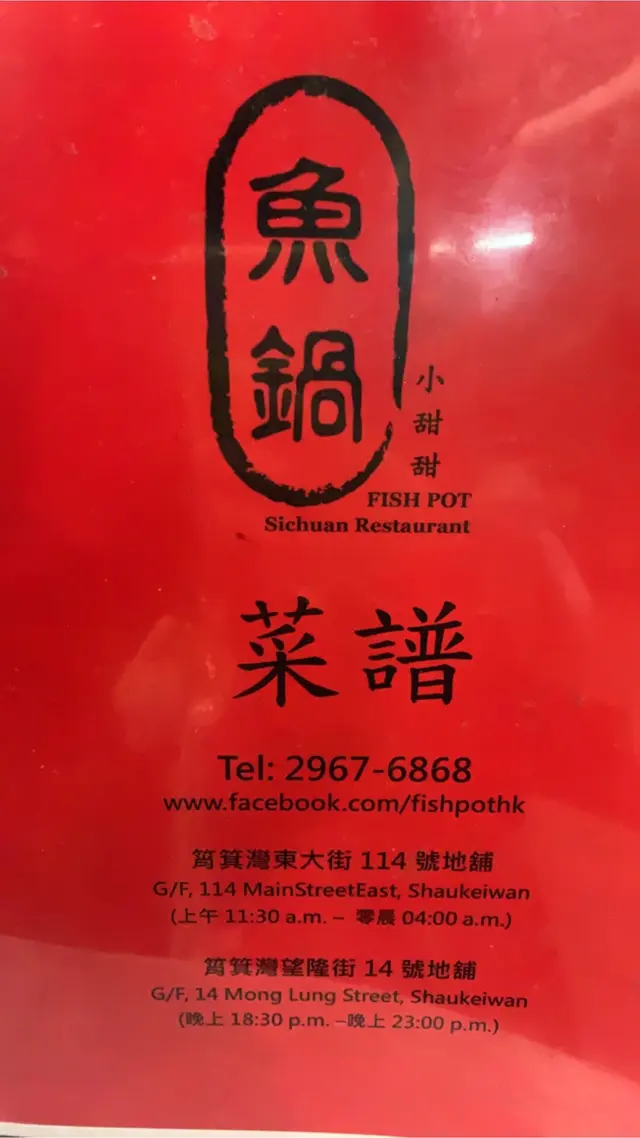 魚
鍋
小
甜
甜
FISH POT
Sichuan Restaurant
菜譜
Tel: 2967-6868
www.facebook.com/fishpothk
筲箕灣東大街 114 號地舖
G/F, 114 MainStreetEast, Shaukeiwan
(上午 11:30 a.m. – 零晨 04:00 a.m.)
筲箕灣望隆街 14 號地舖
G/F, 14 Mong Lung Street, Shaukeiwan
(晚上 18:30 p.m. –晚上 23:00 p.m.)